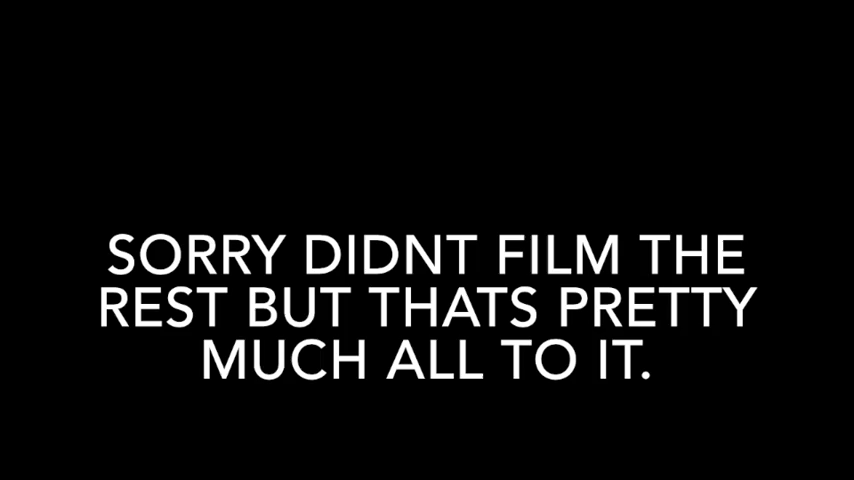 SORRY DIDNT FILM THE
REST BUT THATS PRETTY
MUCH ALL TO IT.